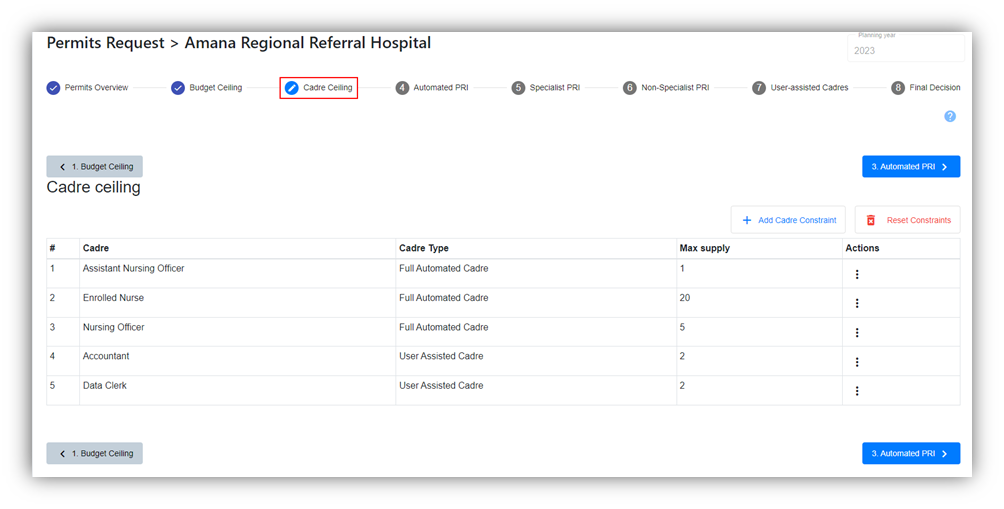 Permits Request > Amana Regional Referral Hospital
Planning year
2023
Permits Overview
Budget Ceiling
Cadre Ceiling
4 Automated PRI
5 Specialist PRI
6 Non-Specialist PRI
7 User-assisted Cadres
8 Final Decision
?
1. Budget Ceiling
3. Automated PRI
Cadre ceiling
Add Cadre Constraint
Reset Constraints
# Cadre Cadre Type Max supply Actions
1 Assistant Nursing Officer Full Automated Cadre 1
2 Enrolled Nurse Full Automated Cadre 20
3 Nursing Officer Full Automated Cadre 5
4 Accountant User Assisted Cadre 2
5 Data Clerk User Assisted Cadre 2
1. Budget Ceiling
3. Automated PRI